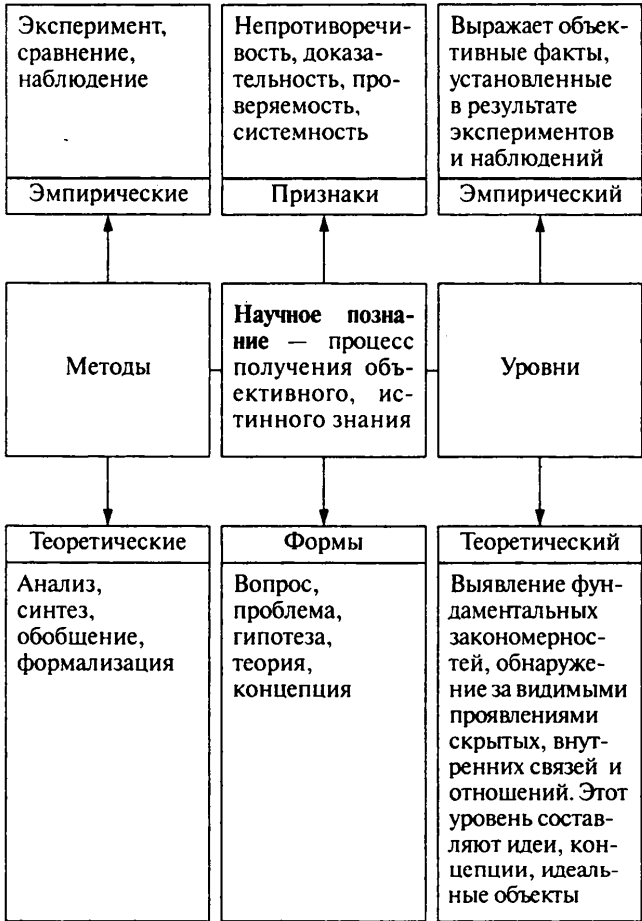 Эксперимент,
сравнение,
наблюдение
Эмпирические
Непротиворечи-
вость, доказа-
тельность, про-
веряемость,
системность
Признаки
Выражает объек-
тивные факты,
установленные
в результате
экспериментов
и наблюдений
Эмпирический
Методы
Научное позна-
ние — процесс
получения объ-
ективного, ис-
тинного знания
Уровни
Теоретические
Анализ,
синтез,
обобщение,
формализация
Формы
Вопрос,
проблема,
гипотеза,
теория,
концепция
Теоретический
Выявление фун-
даментальных
закономернос-
тей, обнаруже-
ние за видимыми
проявлениями
скрытых, внут-
ренних связей и
отношений. Этот
уровень состав-
ляют идеи, кон-
цепции, идеаль-
ные объекты